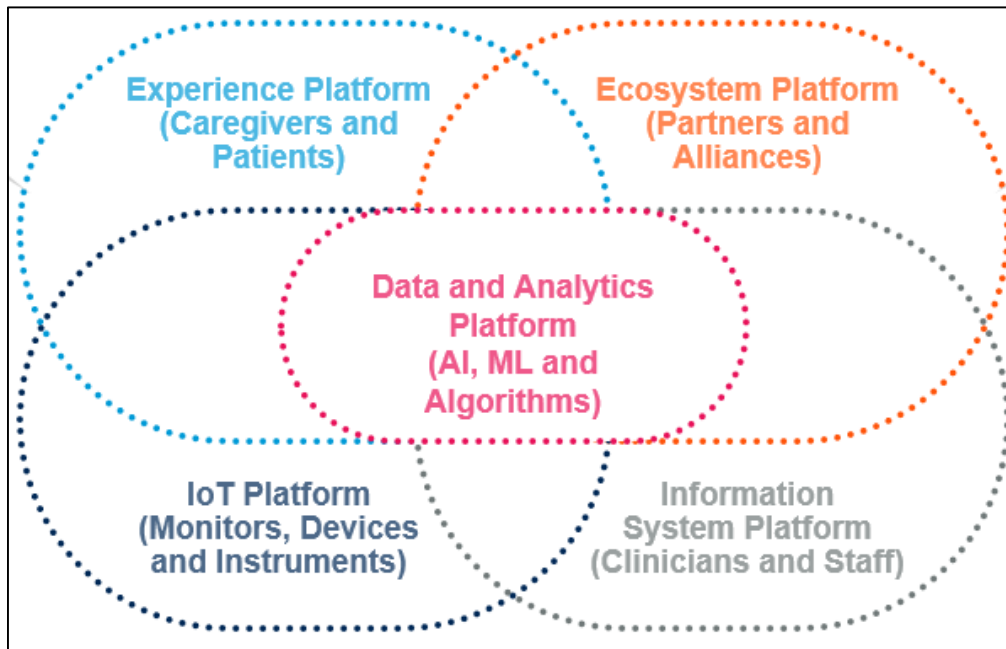 Experience Platform
(Caregivers and
Patients)
Ecosystem Platform
(Partners and
Alliances)
Data and Analytics
Platform
(AI, ML and
Algorithms)
IoT Platform
(Monitors, Devices
and Instruments)
Information
System Platform
(Clinicians and Staff)